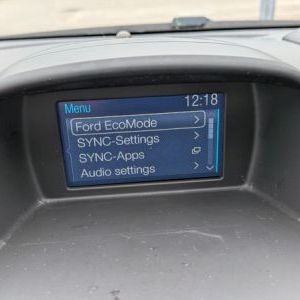 Menu 12:18
Ford EcoMode
SYNC-Settings
SYNC-Apps
Audio settings